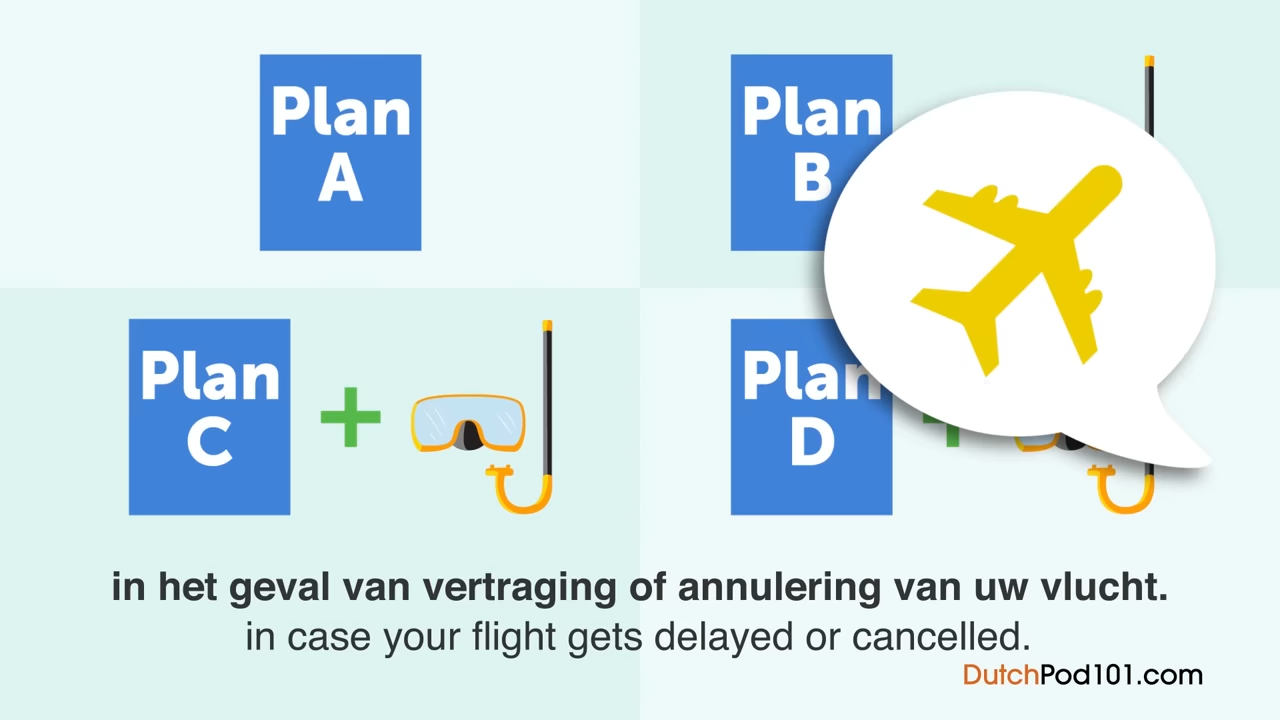 Plan
A
Plan
B
Plan
C
Plan
D
in het geval van vertraging of annulering van uw vlucht.
in case your flight gets delayed or cancelled.
DutchPod101.com